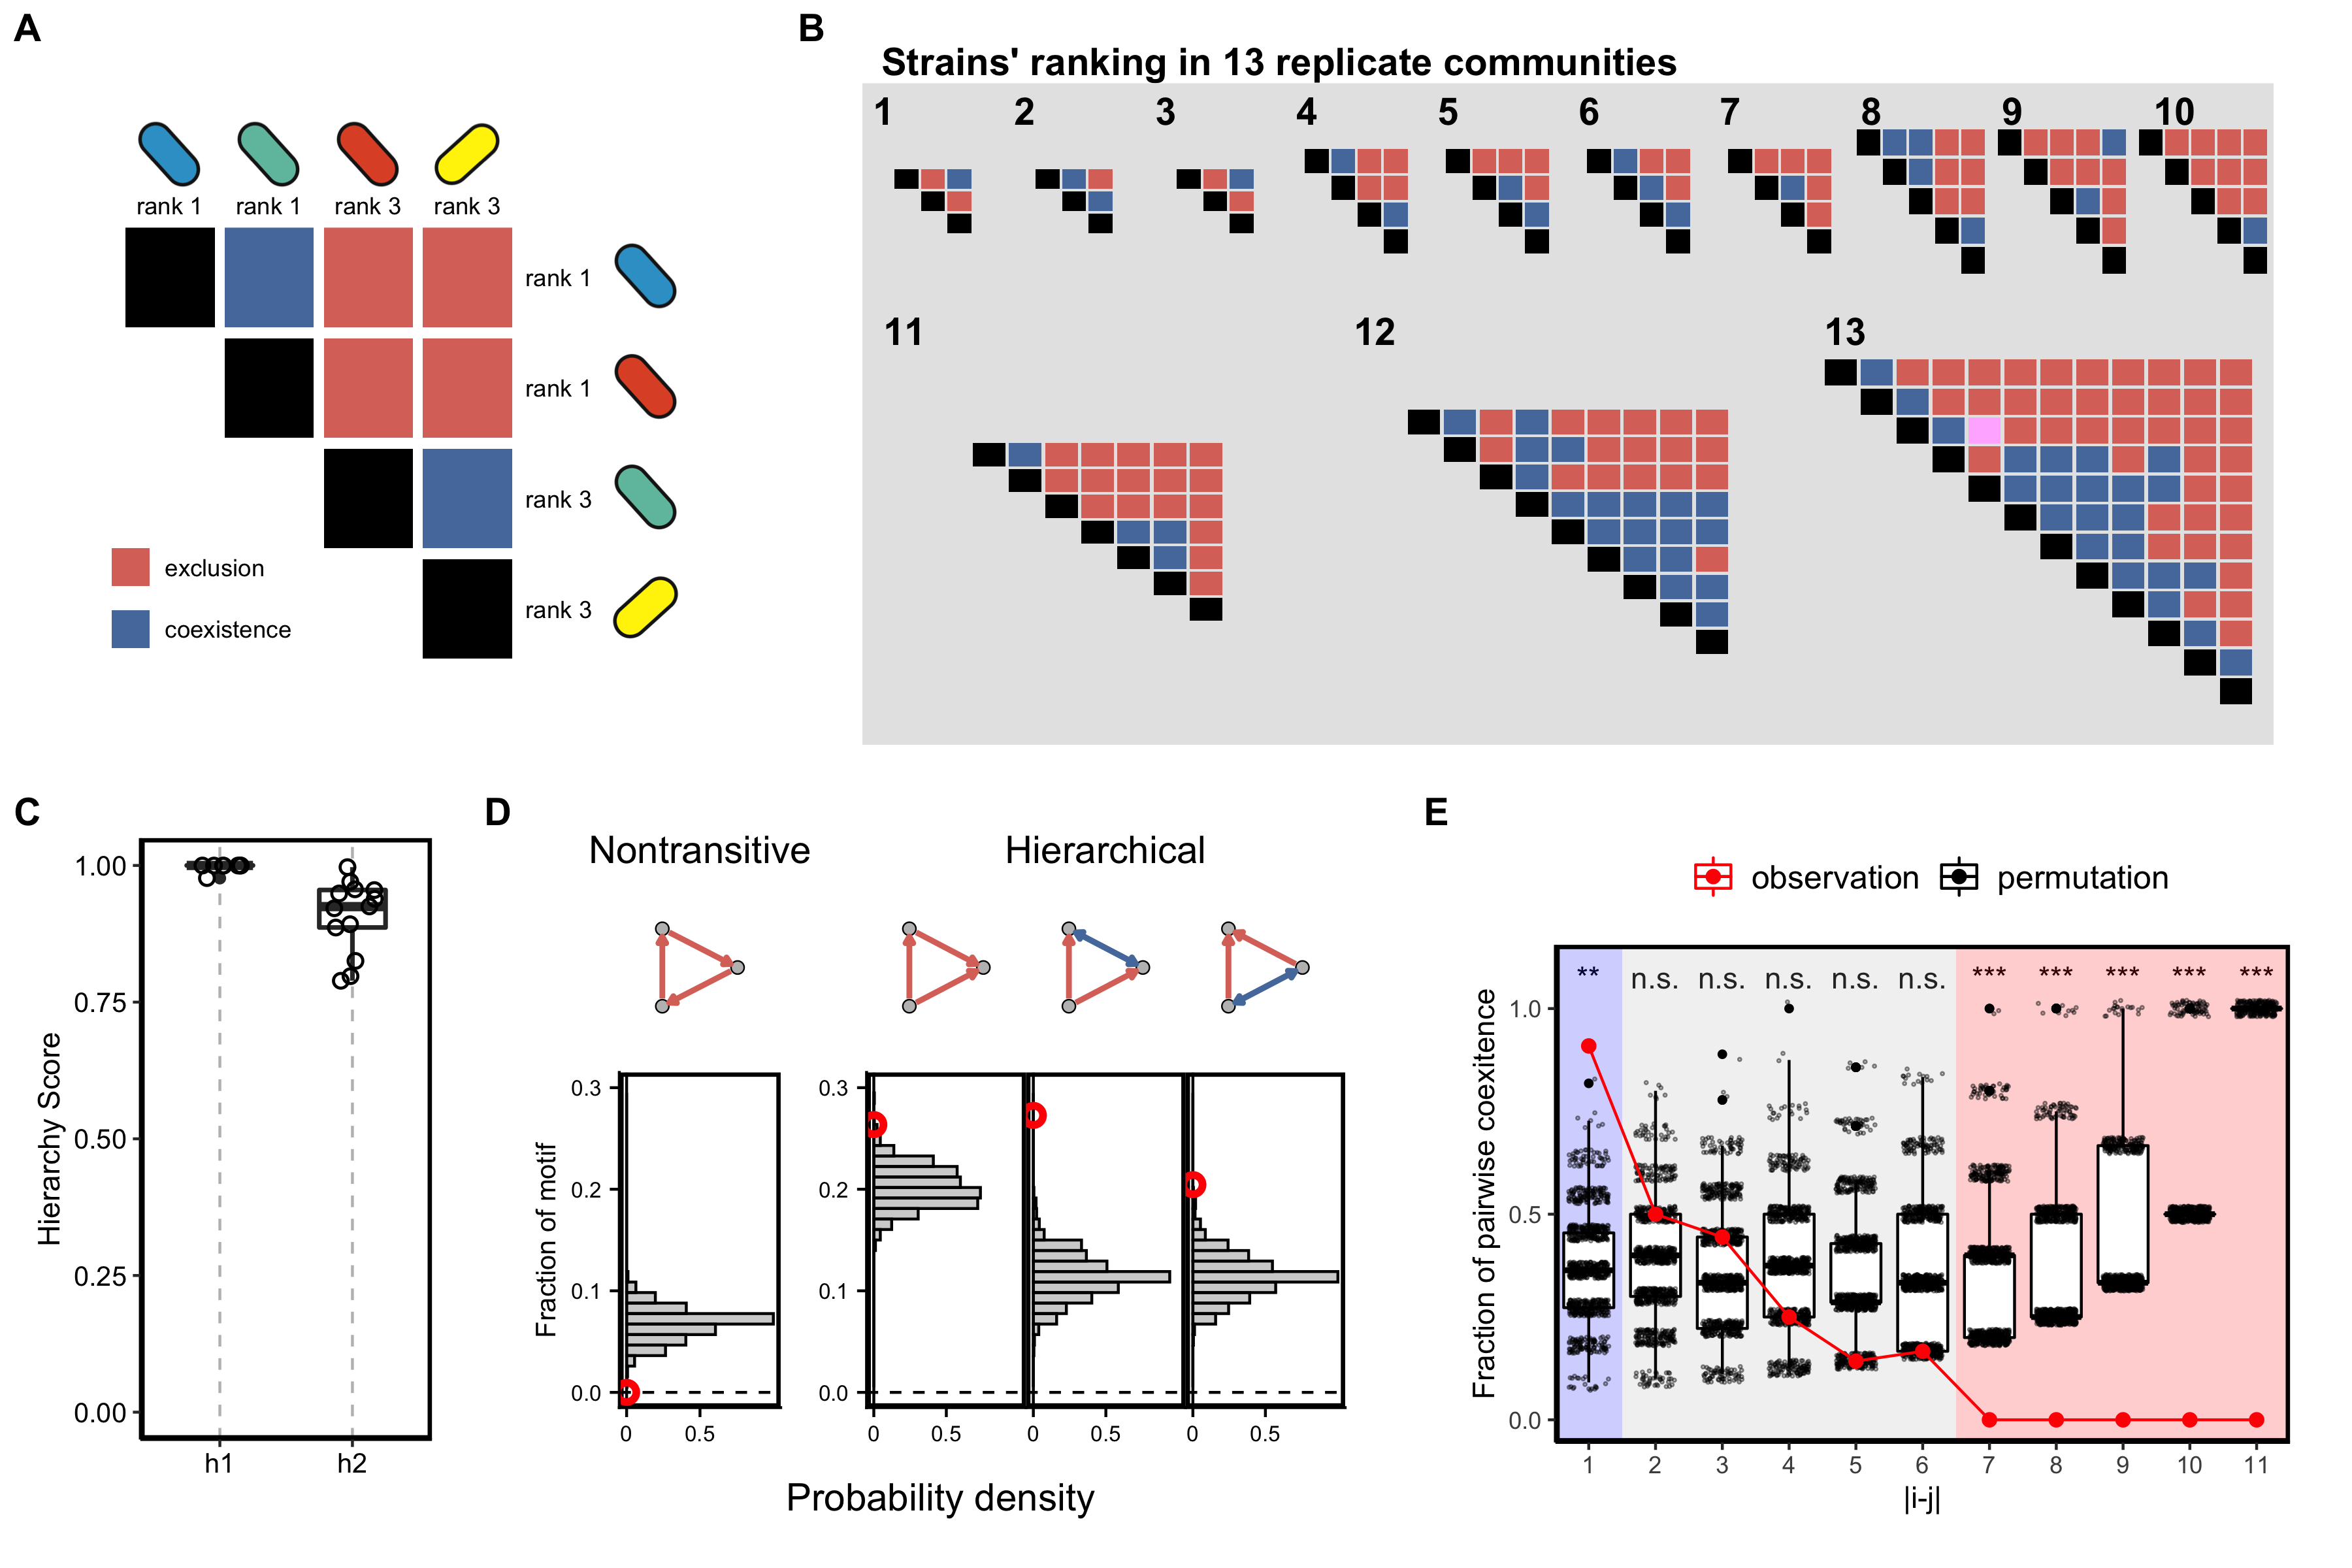 A
rank 1 rank 1 rank 3 rank 3
rank 1
rank 1
rank 3
rank 3
exclusion
coexistence
B
Strains' ranking in 13 replicate communities
1 2 3 4 5 6 7 8 9 10
11 12 13
C
Hierarchy Score
1.00
0.75
0.50
0.25
0.00
h1 h2
D
Nontransitive Hierarchical
Fraction of motif
0.3 0.3
0.2 0.2
0.1 0.1
0.0 0.0
0 0.5 0 0.5 0 0.5 0 0.5
Probability density
E
observation permutation
Fraction of pairwise coexitence
** n.s. n.s. n.s. n.s. n.s. *** *** *** *** ***
1.0
0.5
0.0
1 2 3 4 5 6 7 8 9 10 11
|i-j|